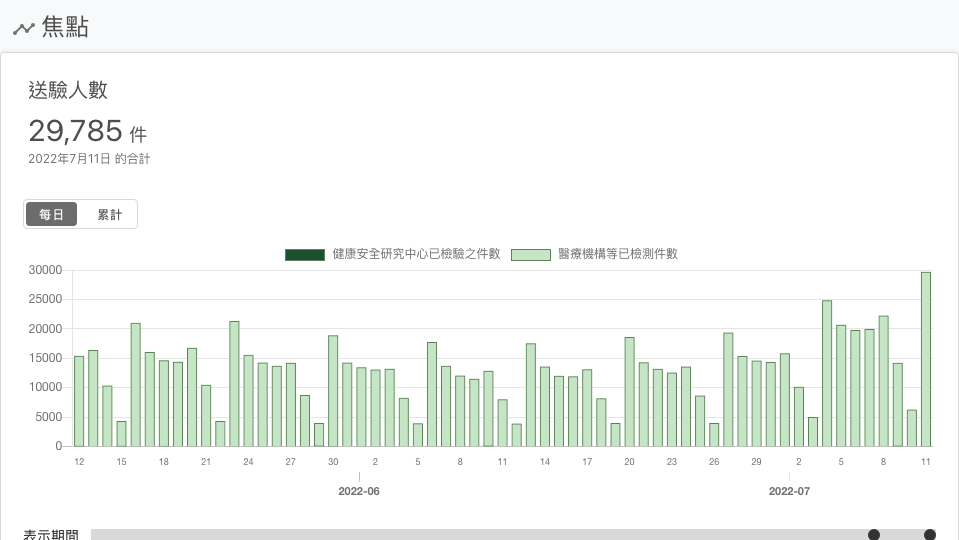 焦點
送驗人數
29,785 件
2022年7月11日 的合計
每日 累計
健康安全研究中心已檢驗之件數 醫療機構等已檢測件數
30000
25000
20000
15000
10000
5000
0
12 15 18 21 24 27 30 2 5 8 11 14 17 20 23 26 29 2 5 8 11
2022-06 2022-07
表示期間